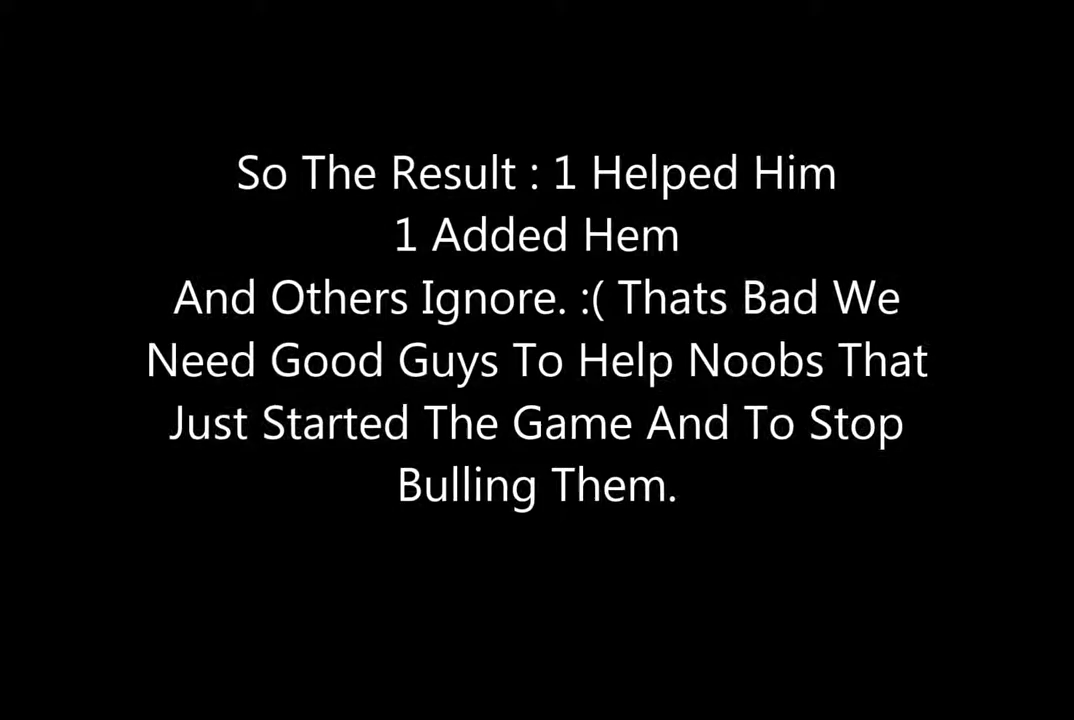 So The Result : 1 Helped Him
1 Added Hem
And Others Ignore. :( Thats Bad We
Need Good Guys To Help Noobs That
Just Started The Game And To Stop
Bulling Them.